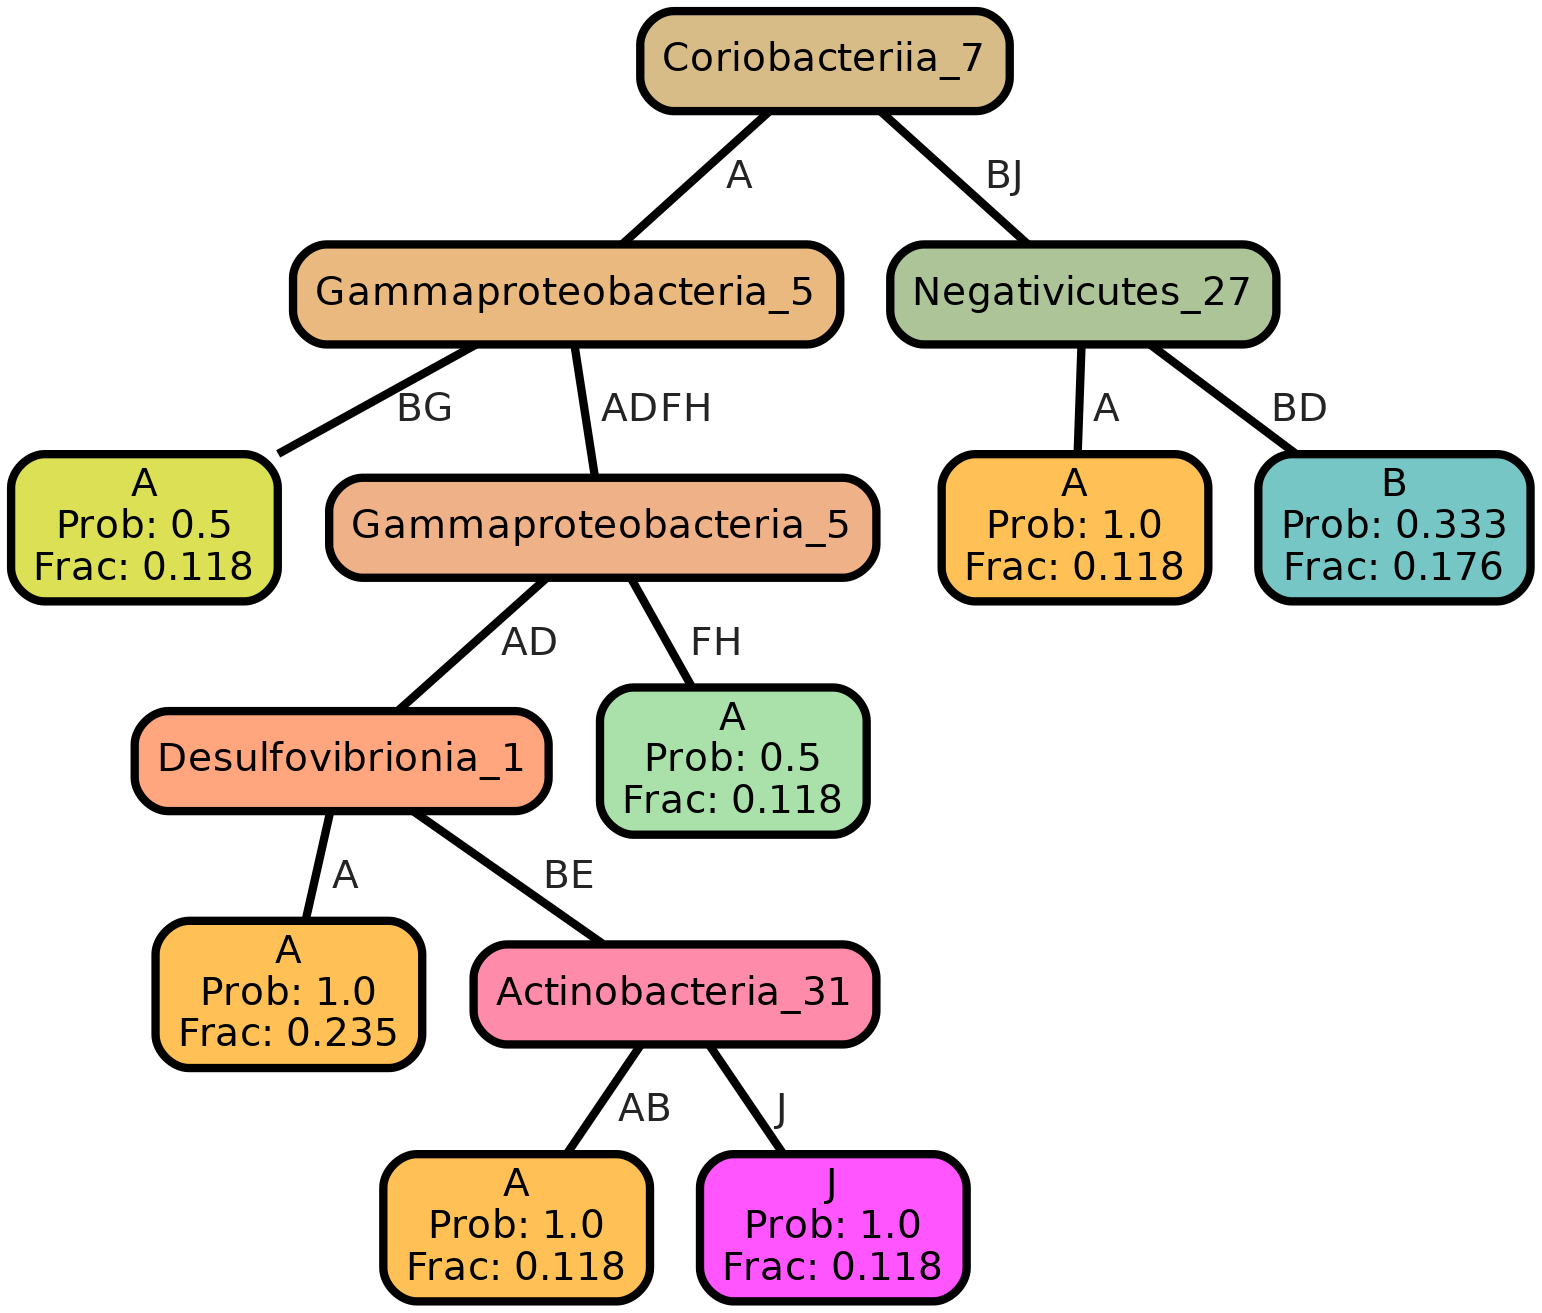 Coriobacteriia_7
A
BJ
Gammaproteobacteria_5
Negativicutes_27
BG
ADFH
A
BD
A
Prob: 0.5
Frac: 0.118
Gammaproteobacteria_5
A
Prob: 1.0
Frac: 0.118
B
Prob: 0.333
Frac: 0.176
AD
FH
Desulfovibrionia_1
A
Prob: 0.5
Frac: 0.118
A
BE
A
Prob: 1.0
Frac: 0.235
Actinobacteria_31
AB
J
A
Prob: 1.0
Frac: 0.118
J
Prob: 1.0
Frac: 0.118